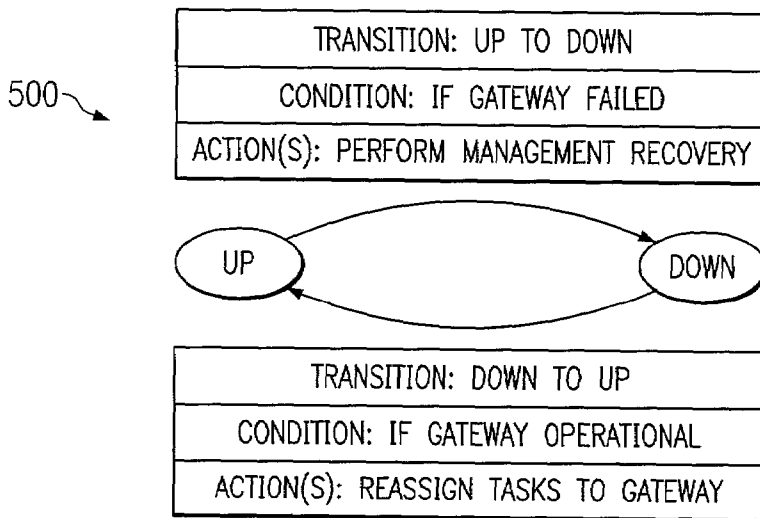 TRANSITION: UP TO DOWN
500
CONDITION: IF GATEWAY FAILED
ACTION(S): PERFORM MANAGEMENT RECOVERY
UP
DOWN
TRANSITION: DOWN TO UP
CONDITION: IF GATEWAY OPERATIONAL
ACTION(S): REASSIGN TASKS TO GATEWAY